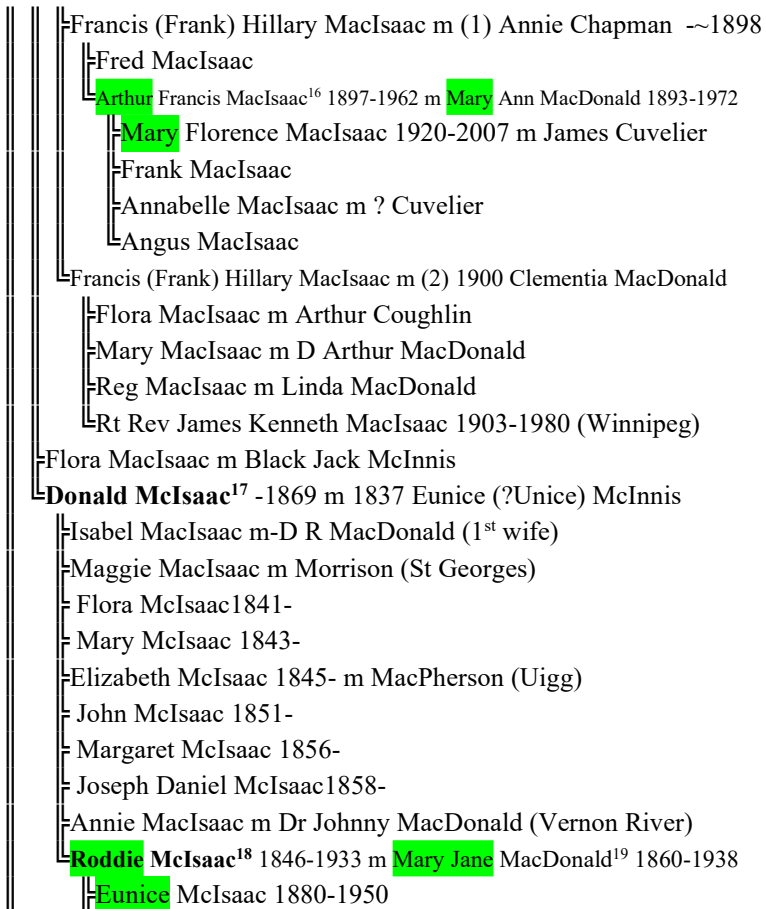 Francis (Frank) Hillary MacIsaac m (1) Annie Chapman -~1898
Fred MacIsaac
Arthur Francis MacIsaac¹⁶ 1897-1962 m Mary Ann MacDonald 1893-1972
Mary Florence MacIsaac 1920-2007 m James Cuvelier
Frank MacIsaac
Annabelle MacIsaac m ? Cuvelier
Angus MacIsaac
Francis (Frank) Hillary MacIsaac m (2) 1900 Clementia MacDonald
Flora MacIsaac m Arthur Coughlin
Mary MacIsaac m D Arthur MacDonald
Reg MacIsaac m Linda MacDonald
Rt Rev James Kenneth MacIsaac 1903-1980 (Winnipeg)
Flora MacIsaac m Black Jack McInnis
Donald McIsaac¹⁷ -1869 m 1837 Eunice (?Unice) McInnis
Isabel MacIsaac m-D R MacDonald (1st wife)
Maggie MacIsaac m Morrison (St Georges)
Flora McIsaac1841-
Mary McIsaac 1843-
Elizabeth McIsaac 1845- m MacPherson (Uigg)
John McIsaac 1851-
Margaret McIsaac 1856-
Joseph Daniel McIsaac1858-
Annie MacIsaac m Dr Johnny MacDonald (Vernon River)
Roddie McIsaac¹⁸ 1846-1933 m Mary Jane MacDonald¹⁹ 1860-1938
Eunice McIsaac 1880-1950